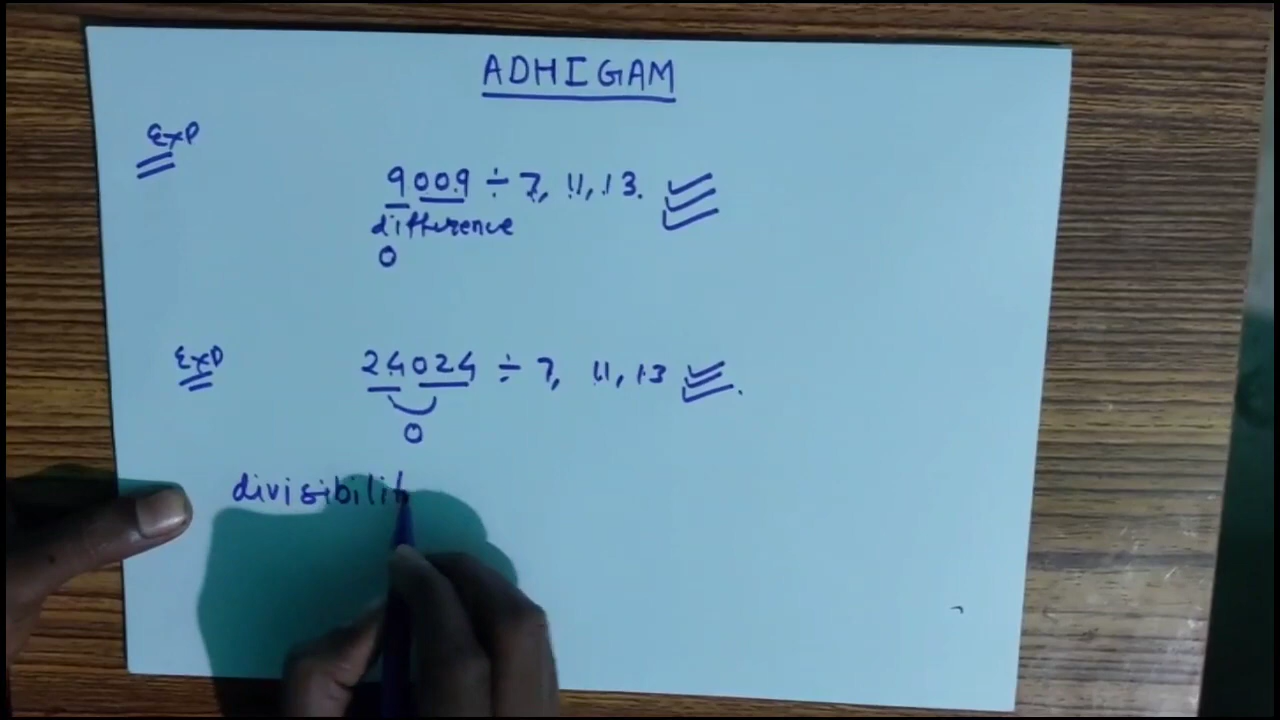 ADHIGAM
Exp
9009 ÷ 7, 11, 13.
difference
0
Exp
24024 ÷ 7, 11, 13
0
divisibilit